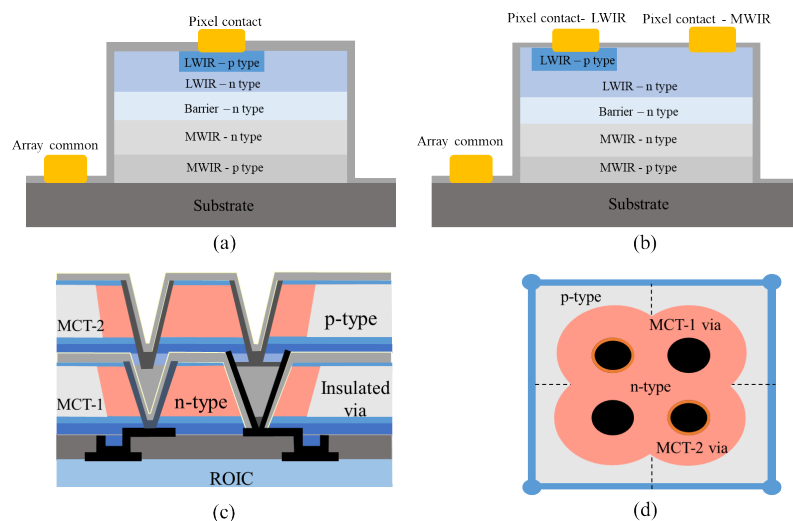 Pixel contact
LWIR – p type
LWIR – n type
Barrier – n type
MWIR - n type
MWIR - p type
Array common
Substrate
(a)
Pixel contact- LWIR
Pixel contact - MWIR
LWIR – p type
LWIR – n type
Barrier – n type
MWIR - n type
MWIR - p type
Array common
Substrate
(b)
MCT-2
p-type
MCT-1
n-type
Insulated
via
ROIC
(c)
p-type
MCT-1 via
n-type
MCT-2 via
(d)